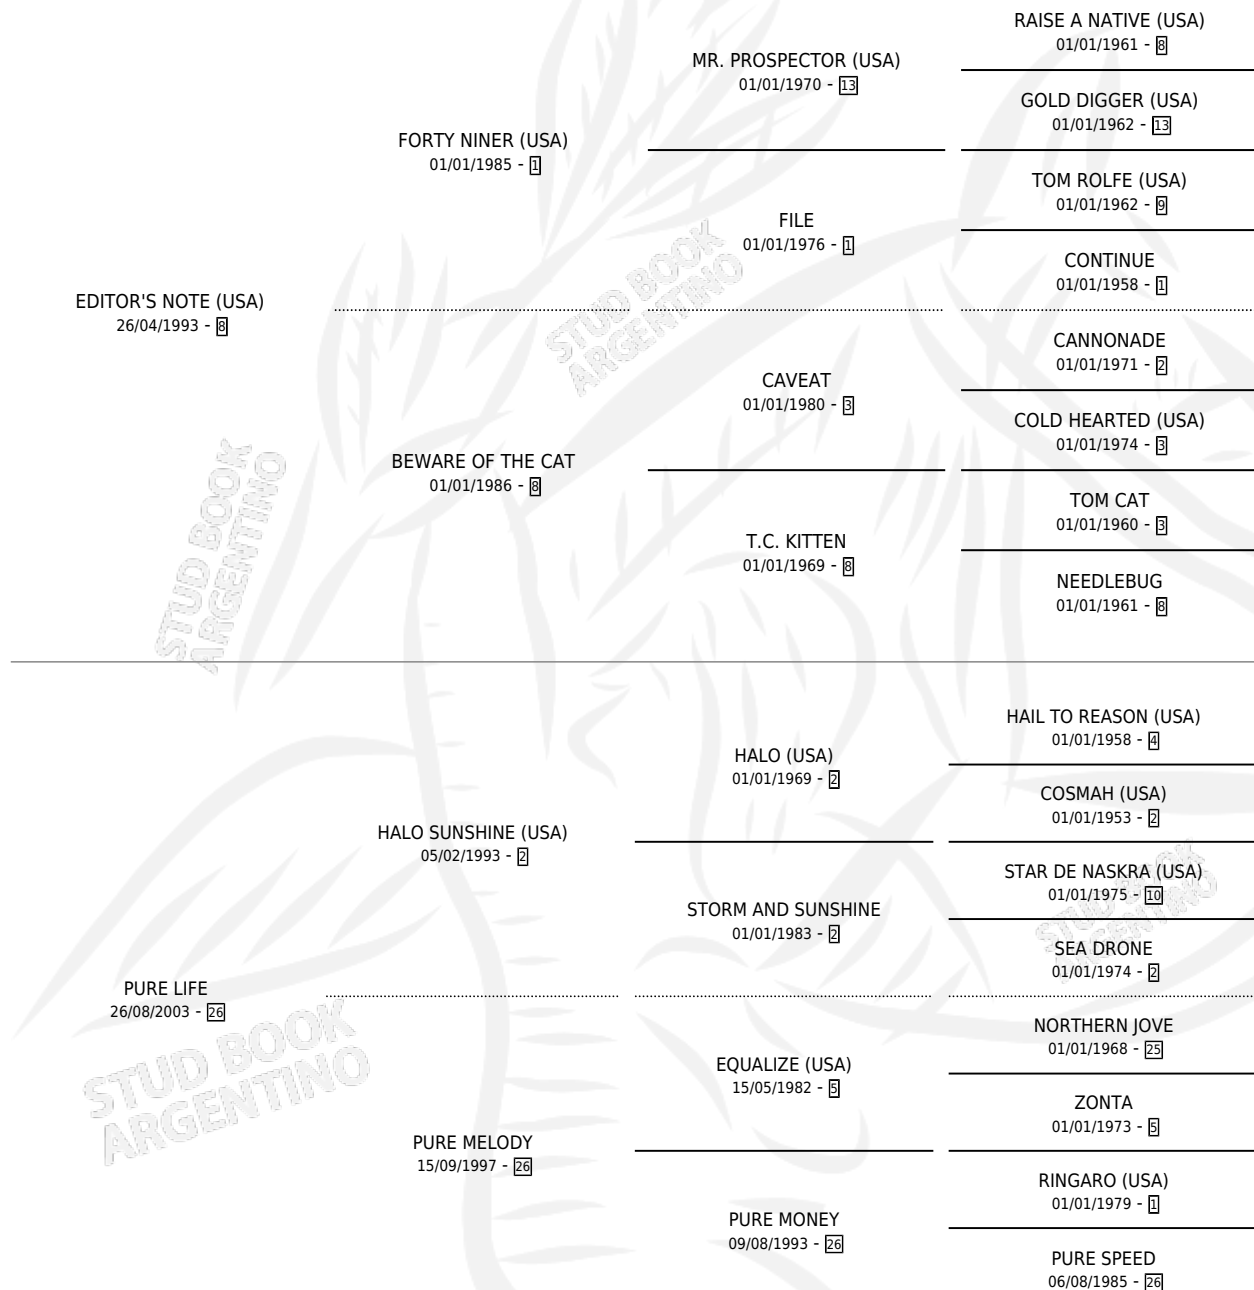 RAISE A NATIVE (USA)
01/01/1961 - 8
MR. PROSPECTOR (USA)
01/01/1970 - 13
GOLD DIGGER (USA)
01/01/1962 - 13
FORTY NINER (USA)
01/01/1985 - 1
TOM ROLFE (USA)
01/01/1962 - 9
FILE
01/01/1976 - 1
CONTINUE
01/01/1958 - 1
EDITOR'S NOTE (USA)
26/04/1993 - 8
CANNONADE
01/01/1971 - 2
CAVEAT
01/01/1980 - 3
COLD HEARTED (USA)
01/01/1974 - 3
BEWARE OF THE CAT
01/01/1986 - 8
TOM CAT
01/01/1960 - 3
T.C. KITTEN
01/01/1969 - 8
NEEDLEBUG
01/01/1961 - 8
HAIL TO REASON (USA)
01/01/1958 - 4
HALO (USA)
01/01/1969 - 2
COSMAH (USA)
01/01/1953 - 2
HALO SUNSHINE (USA)
05/02/1993 - 2
STAR DE NASKRA (USA)
01/01/1975 - 10
STORM AND SUNSHINE
01/01/1983 - 2
SEA DRONE
01/01/1974 - 2
PURE LIFE
26/08/2003 - 26
NORTHERN JOVE
01/01/1968 - 25
EQUALIZE (USA)
15/05/1982 - 5
ZONTA
01/01/1973 - 5
PURE MELODY
15/09/1997 - 26
RINGARO (USA)
01/01/1979 - 1
PURE MONEY
09/08/1993 - 26
PURE SPEED
06/08/1985 - 26
STUD BOOK
ARGENTINO
STUD BOOK
ARGENTINO
STUD BOOK
ARGENTINO
STUD BOOK
ARGENTINO